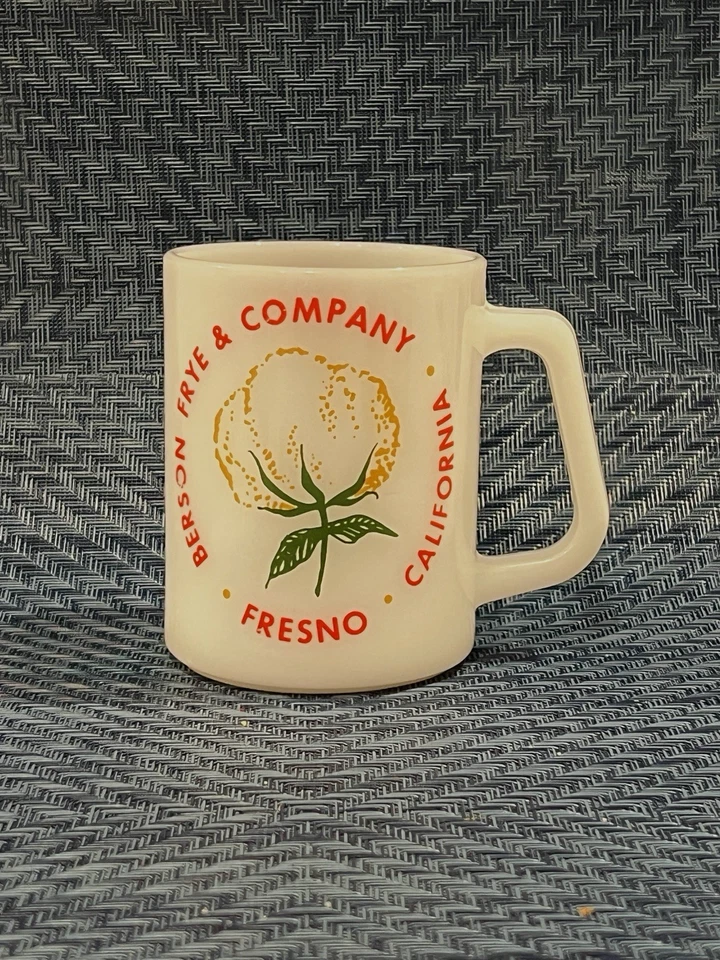 BERSON FRYE & COMPANY
• CALIFORNIA
• FRESNO •